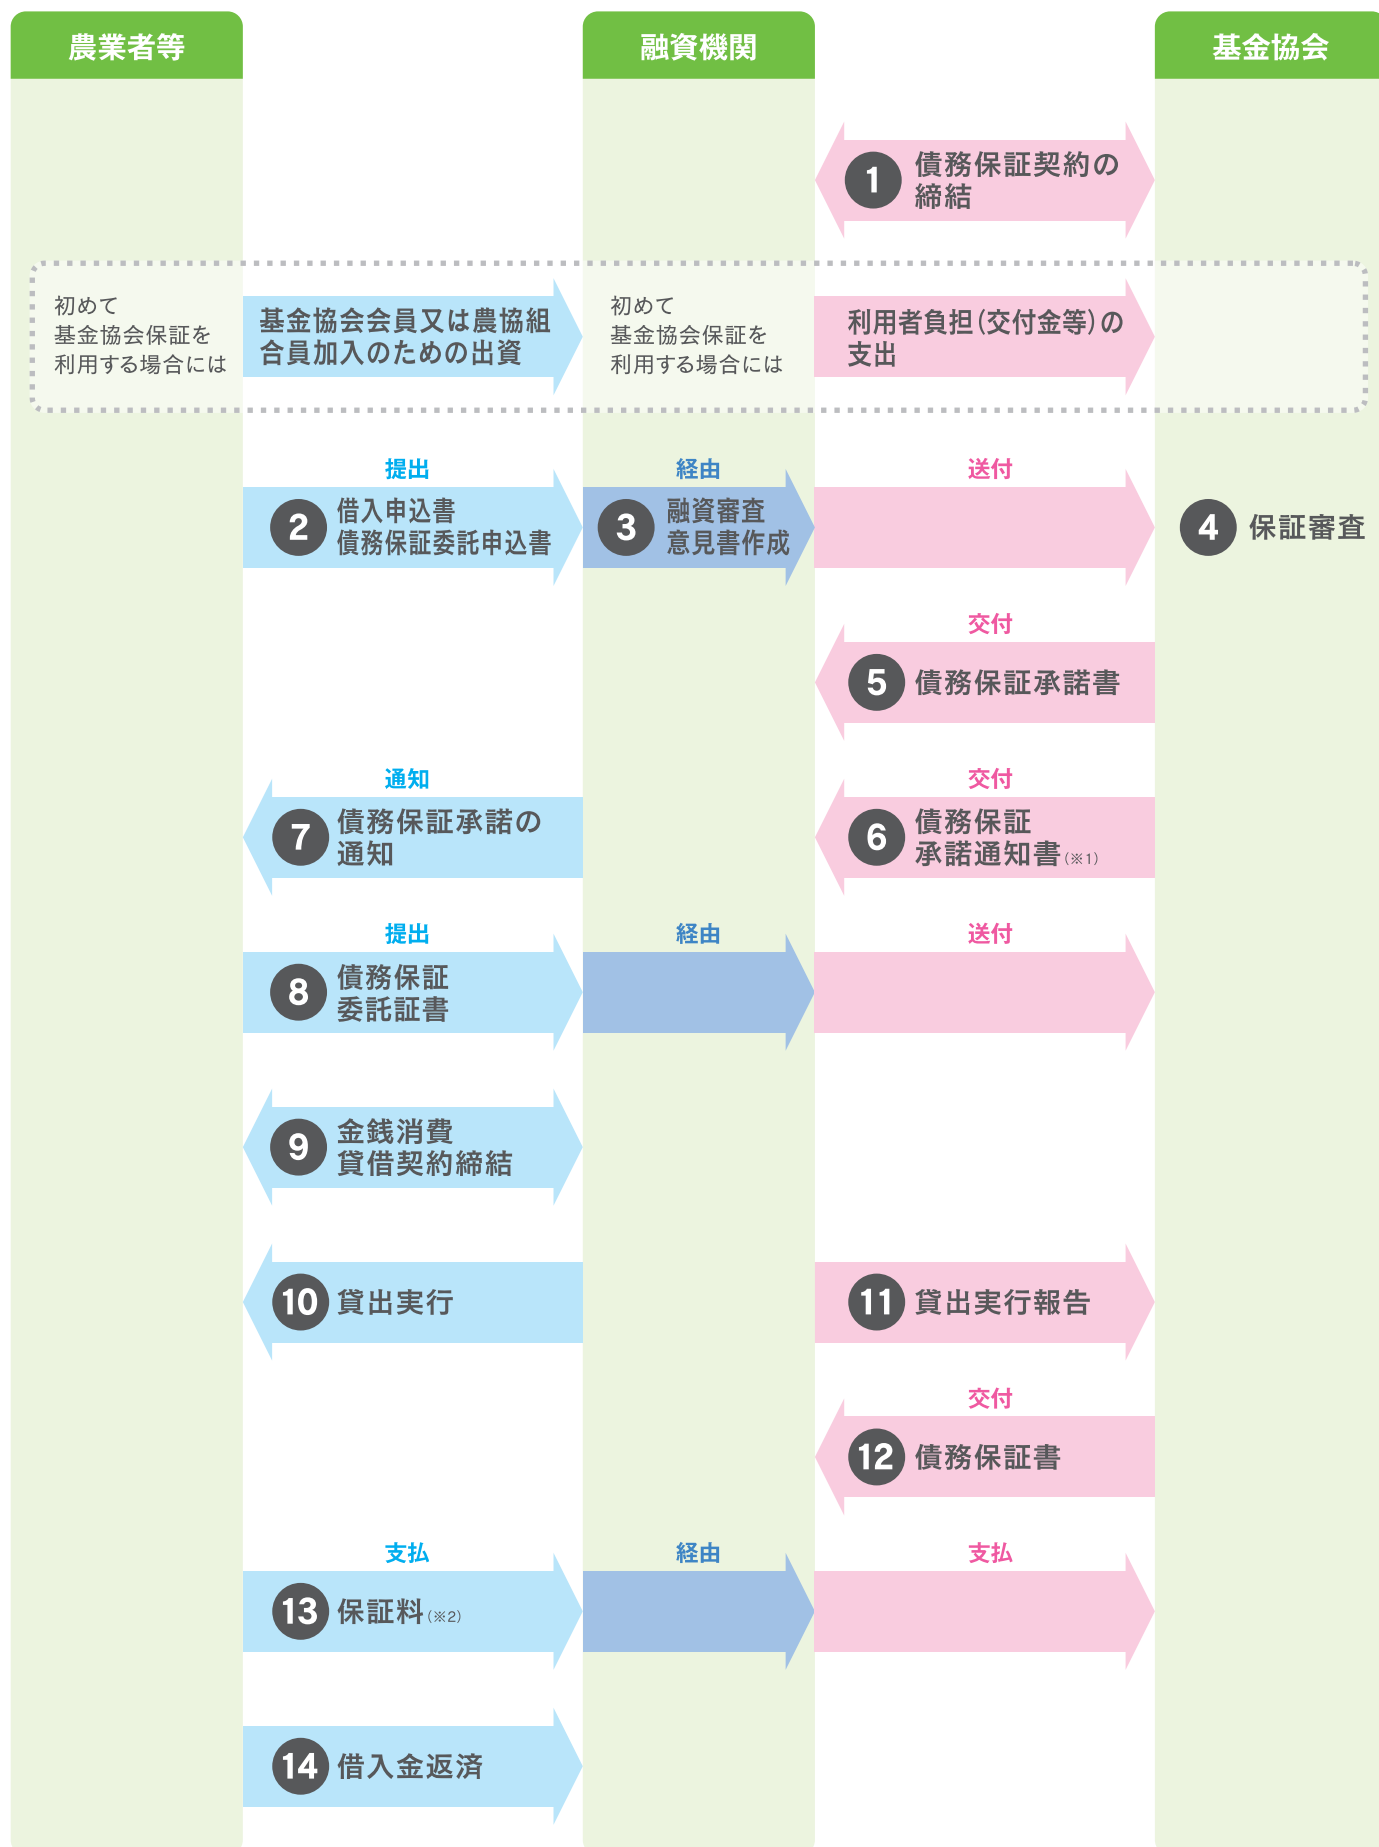 農業者等
融資機関
基金協会
1 債務保証契約の
締結
初めて
基金協会保証を
利用する場合には
基金協会会員又は農協組
合員加入のための出資
初めて
基金協会保証を
利用する場合には
利用者負担(交付金等)の
支出
提出
2 借入申込書
債務保証委託申込書
経由
3 融資審査
意見書作成
送付
4 保証審査
交付
5 債務保証承諾書
交付
6 債務保証
承諾通知書(※1)
通知
7 債務保証承諾の
通知
提出
8 債務保証
委託証書
経由
送付
9 金銭消費
貸借契約締結
10 貸出実行
11 貸出実行報告
交付
12 債務保証書
支払
13 保証料(※2)
経由
支払
14 借入金返済